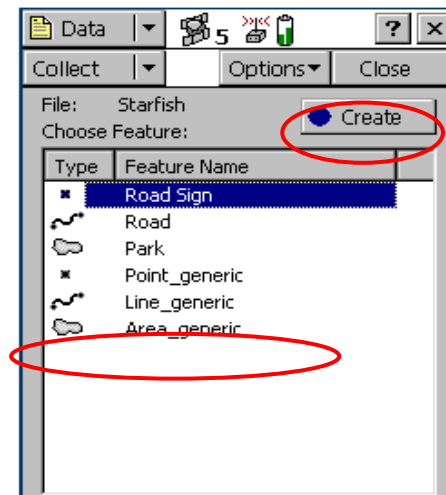 Data 5 ? ×
Collect Options Close
File: Starfish
Create
Choose Feature:
Type Feature Name
Road Sign
Road
Park
Point_generic
Line_generic
Area_generic